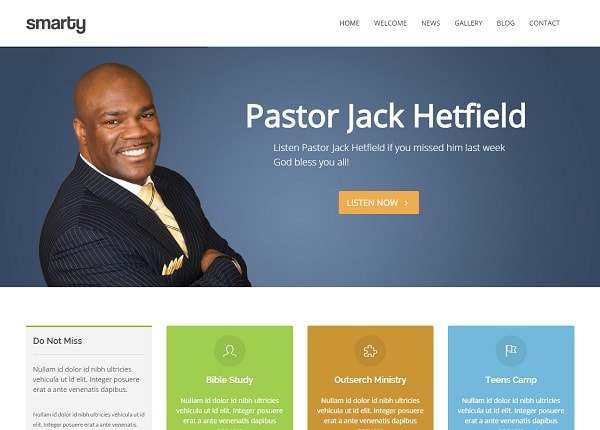 smarty
HOME WELCOME NEWS GALLERY BLOG CONTACT
Pastor Jack Hetfield
Listen Pastor Jack Hetfield if you missed him last week
God bless you all!
LISTEN NOW >
Do Not Miss
Nullam id dolor id nibh ultricies
vehicula ut id elit. Integer posuere
erat a ante venenatis dapibus.
Nullam id dolor id nibh ultricies vehicula ut id
elit. Integer posuere erat a ante venenatis
Bible Study
Nullam id dolor id nibh ultricies
vehicula ut id elit. Integer posuere
erat a ante venenatis dapibus
Outserch Ministry
Nullam id dolor id nibh ultricies
vehicula ut id elit. Integer posuere
erat a ante venenatis dapibus
Teens Camp
Nullam id dolor id nibh ultricies
vehicula ut id elit. Integer posuere
erat a ante venenatis dapibus